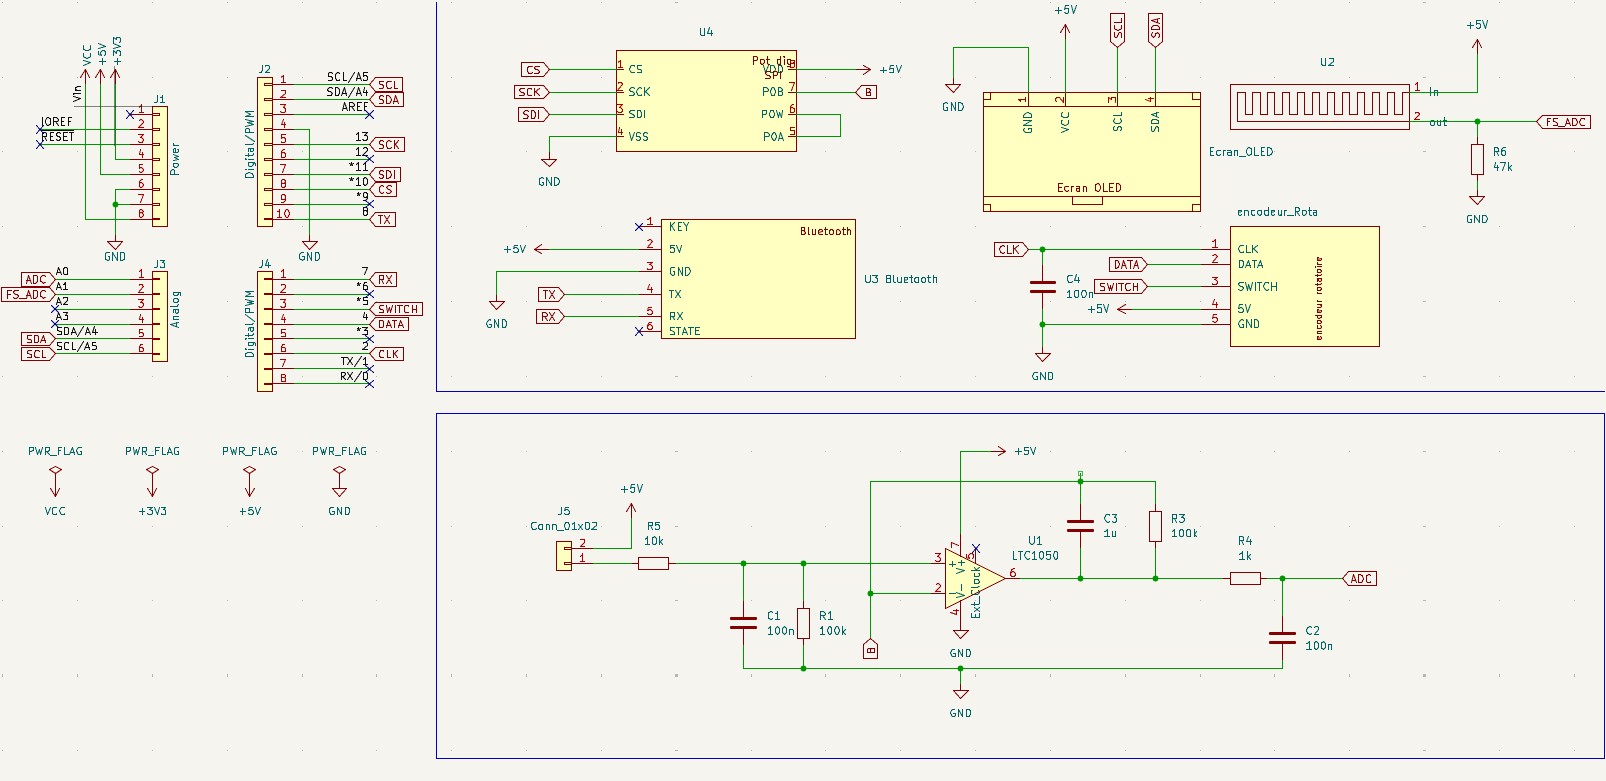 VCC
+5V
+3V3
Vin
J1
1
IOREF
2
RESET
3
4
5
6
7
8
Power
GND
J2
1 SCL/A5 SCL
2 SDA/A4 SDA
3 AREF
4
5 13 SCK
6 12
7 *11 SDI
8 *10 CS
9 *9
10 8 TX
Digital/PWM
GND
J3
ADC A0 1
FS_ADC A1 2
A2 3
A3 4
SDA SDA/A4 5
SCL SCL/A5 6
Analog
J4
1 7 RX
2 *6
3 *5 SWITCH
4 4 DATA
5 *3
6 2 CLK
7 TX/1
8 RX/0
Digital/PWM
PWR_FLAG
VCC
PWR_FLAG
+3V3
PWR_FLAG
+5V
PWR_FLAG
GND
U4
Pot dig
SPI
CS 1 CS
SCK 2 SCK
SDI 3 SDI
4 VSS
VDD 8 +5V
POB 7 B
POW 6
POA 5
GND
Bluetooth
1 KEY
+5V 2 5V
3 GND
TX 4 TX
RX 5 RX
6 STATE
GND
U3 Bluetooth
+5V
SCL
SDA
GND
1 2 3 4
GND VCC SCL SDA
Ecran OLED
Ecran_OLED
+5V
U2
1 In
2 out
FS_ADC
R6
47k
GND
encodeur_Rota
CLK 1 CLK
DATA 2 DATA
SWITCH 3 SWITCH
+5V 4 5V
5 GND
encodeur rotatoire
C4
100n
GND
J5
Conn_01x02
2
1
+5V
R5
10k
C1
100n
R1
100k
B
+5V
3 +
2 -
7 V+
4 V-
5 Ext_Clock
6
U1
LTC1050
GND
C3
1u
R3
100k
R4
1k
ADC
C2
100n
GND